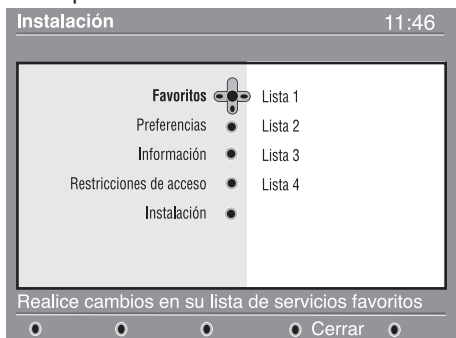 Instalación 11:46
Favoritos Lista 1
Preferencias Lista 2
Información Lista 3
Restricciones de acceso Lista 4
Instalación
Realice cambios en su lista de servicios favoritos
Cerrar